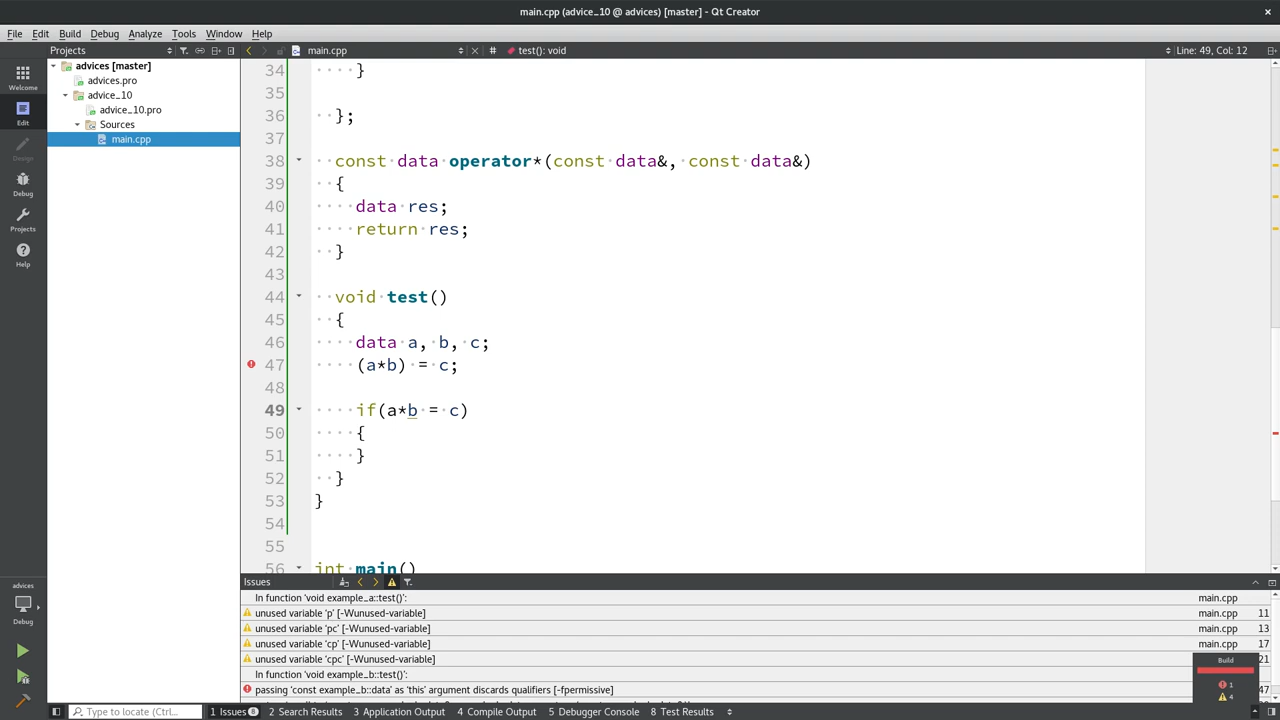 main.cpp (advice_10 @ advices) [master] - Qt Creator
File Edit Build Debug Analyze Tools Window Help
Projects main.cpp # test(): void Line: 49, Col: 12
Welcome
Edit
Design
Debug
Projects
Help
advices [master]
advices.pro
advice_10
advice_10.pro
Sources
main.cpp
34 }
35
36 };
37
38 const data operator*(const data&, const data&)
39 {
40 data res;
41 return res;
42 }
43
44 void test()
45 {
46 data a, b, c;
47 (a*b) = c;
48
49 if(a*b = c)
50 {
51 }
52 }
53 }
54
55
56 int main()
advices
Debug
Issues
In function 'void example_a::test()': main.cpp
unused variable 'p' [-Wunused-variable] main.cpp 11
unused variable 'pc' [-Wunused-variable] main.cpp 13
unused variable 'cp' [-Wunused-variable] main.cpp 17
unused variable 'cpc' [-Wunused-variable] main.cpp 21
In function 'void example_b::test()': main.cpp
passing 'const example_b::data' as 'this' argument discards qualifiers [-fpermissive] 47
Build
1
4
Type to locate (Ctrl... 1 Issues 8 2 Search Results 3 Application Output 4 Compile Output 5 Debugger Console 8 Test Results